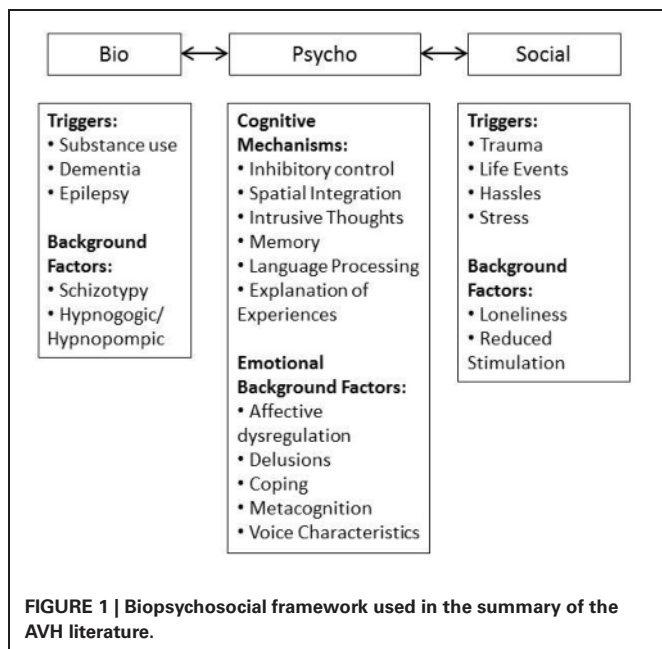 Bio
Psycho
Social
Triggers:
• Substance use
• Dementia
• Epilepsy
Background
Factors:
• Schizotypy
• Hypnogogic/
Hypnopompic
Cognitive
Mechanisms:
• Inhibitory control
• Spatial Integration
• Intrusive Thoughts
• Memory
• Language Processing
• Explanation of
Experiences
Emotional
Background Factors:
• Affective
dysregulation
• Delusions
• Coping
• Metacognition
• Voice Characteristics
Triggers:
• Trauma
• Life Events
• Hassles
• Stress
Background
Factors:
• Loneliness
• Reduced
Stimulation
FIGURE 1 | Biopsychosocial framework used in the summary of the
AVH literature.